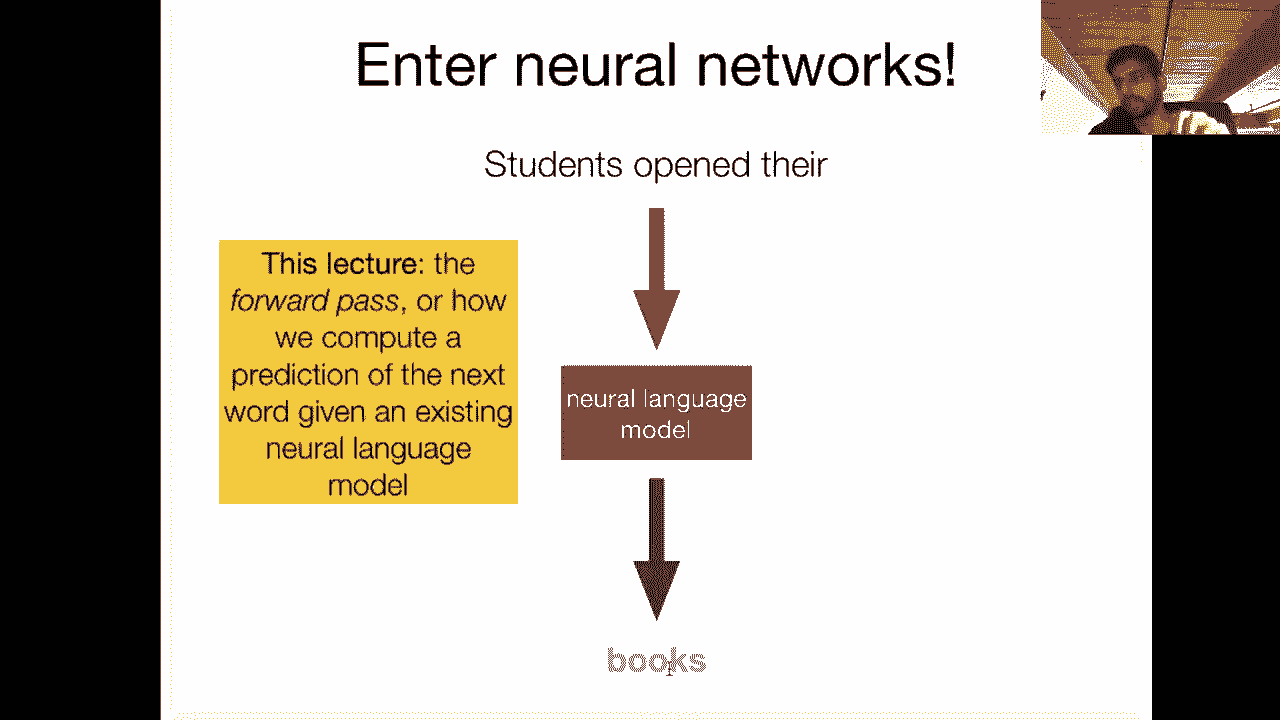 Enter neural networks!
Students opened their
This lecture: the
forward pass, or how
we compute a
prediction of the next
word given an existing
neural language
model
neural language
model
books